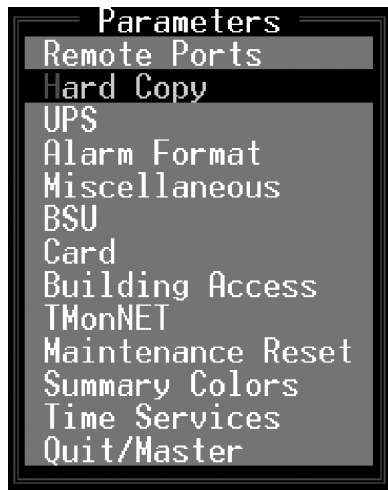 Parameters
Remote Ports
Hard Copy
UPS
Alarm Format
Miscellaneous
BSU
Card
Building Access
TMonNET
Maintenance Reset
Summary Colors
Time Services
Quit/Master